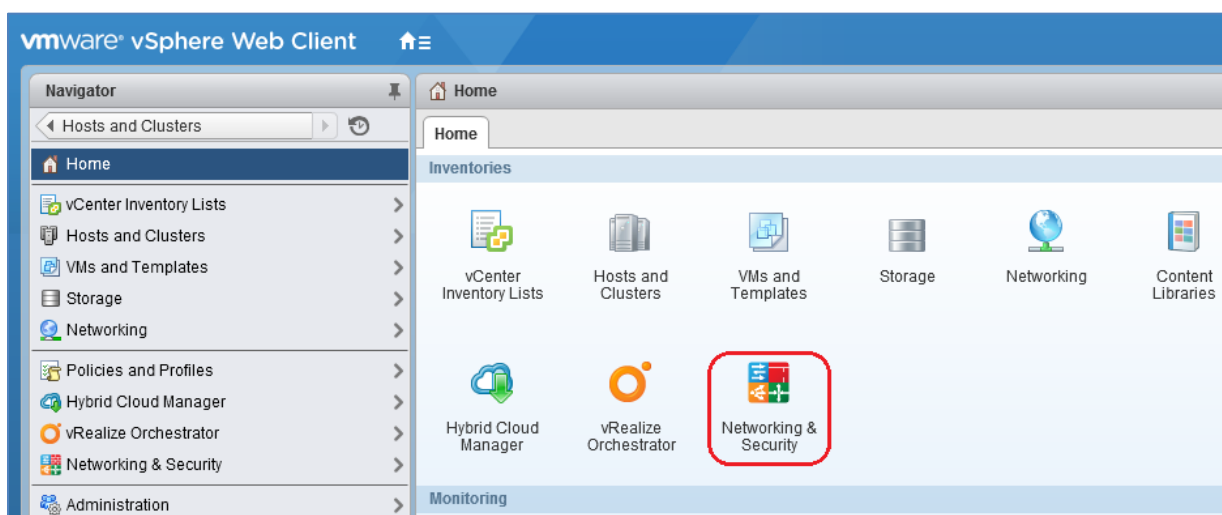 vmware® vSphere Web Client
Navigator
Hosts and Clusters
Home
vCenter Inventory Lists
Hosts and Clusters
VMs and Templates
Storage
Networking
Policies and Profiles
Hybrid Cloud Manager
vRealize Orchestrator
Networking & Security
Administration
Home
Home
Inventories
vCenter
Inventory Lists
Hosts and
Clusters
VMs and
Templates
Storage
Networking
Content
Libraries
Hybrid Cloud
Manager
vRealize
Orchestrator
Networking &
Security
Monitoring